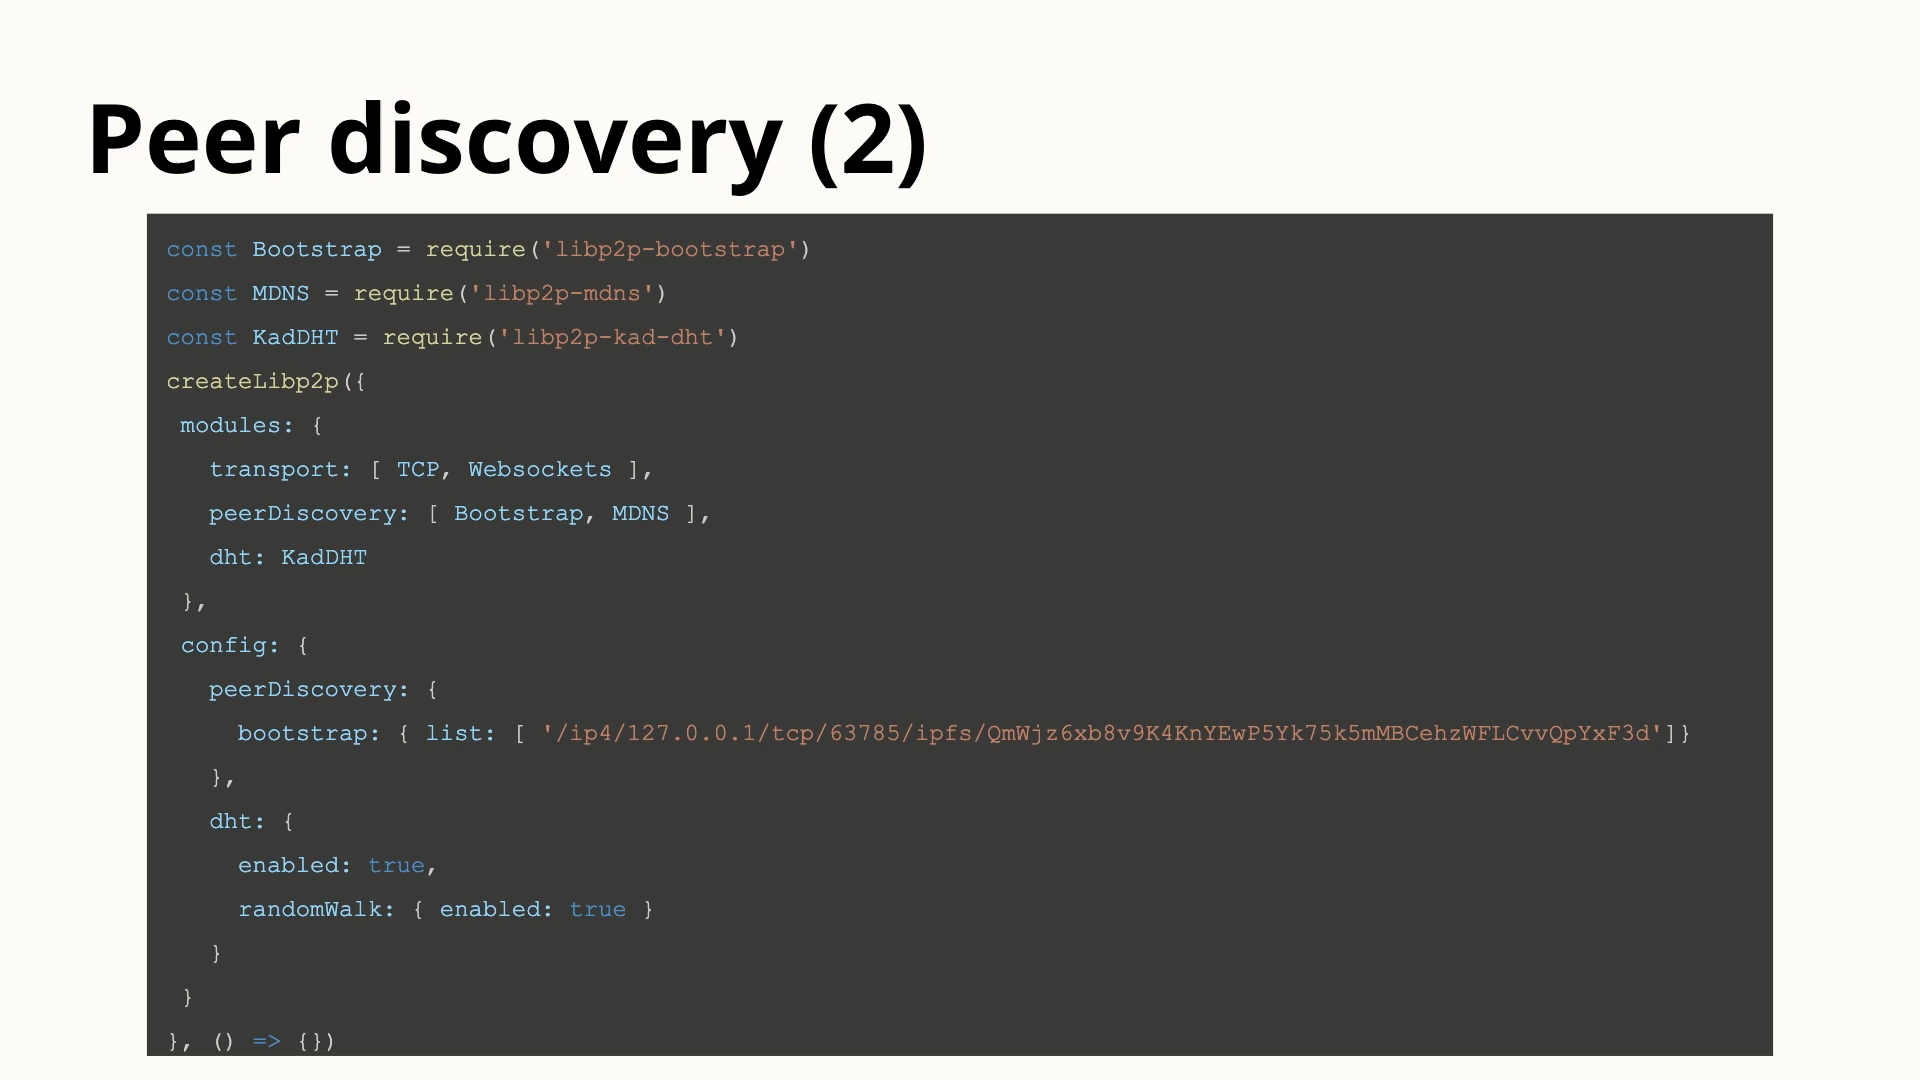 Peer discovery (2)
const Bootstrap = require('libp2p-bootstrap')
const MDNS = require('libp2p-mdns')
const KadDHT = require('libp2p-kad-dht')
createLibp2p({
 modules: {
   transport: [ TCP, Websockets ],
   peerDiscovery: [ Bootstrap, MDNS ],
   dht: KadDHT
 },
 config: {
   peerDiscovery: {
     bootstrap: { list: [ '/ip4/127.0.0.1/tcp/63785/ipfs/QmWjz6xb8v9K4KnYEwP5Yk75k5mMBCehzWFLCvvQpYxF3d']}
   },
   dht: {
     enabled: true,
     randomWalk: { enabled: true }
   }
 }
}, () => {})